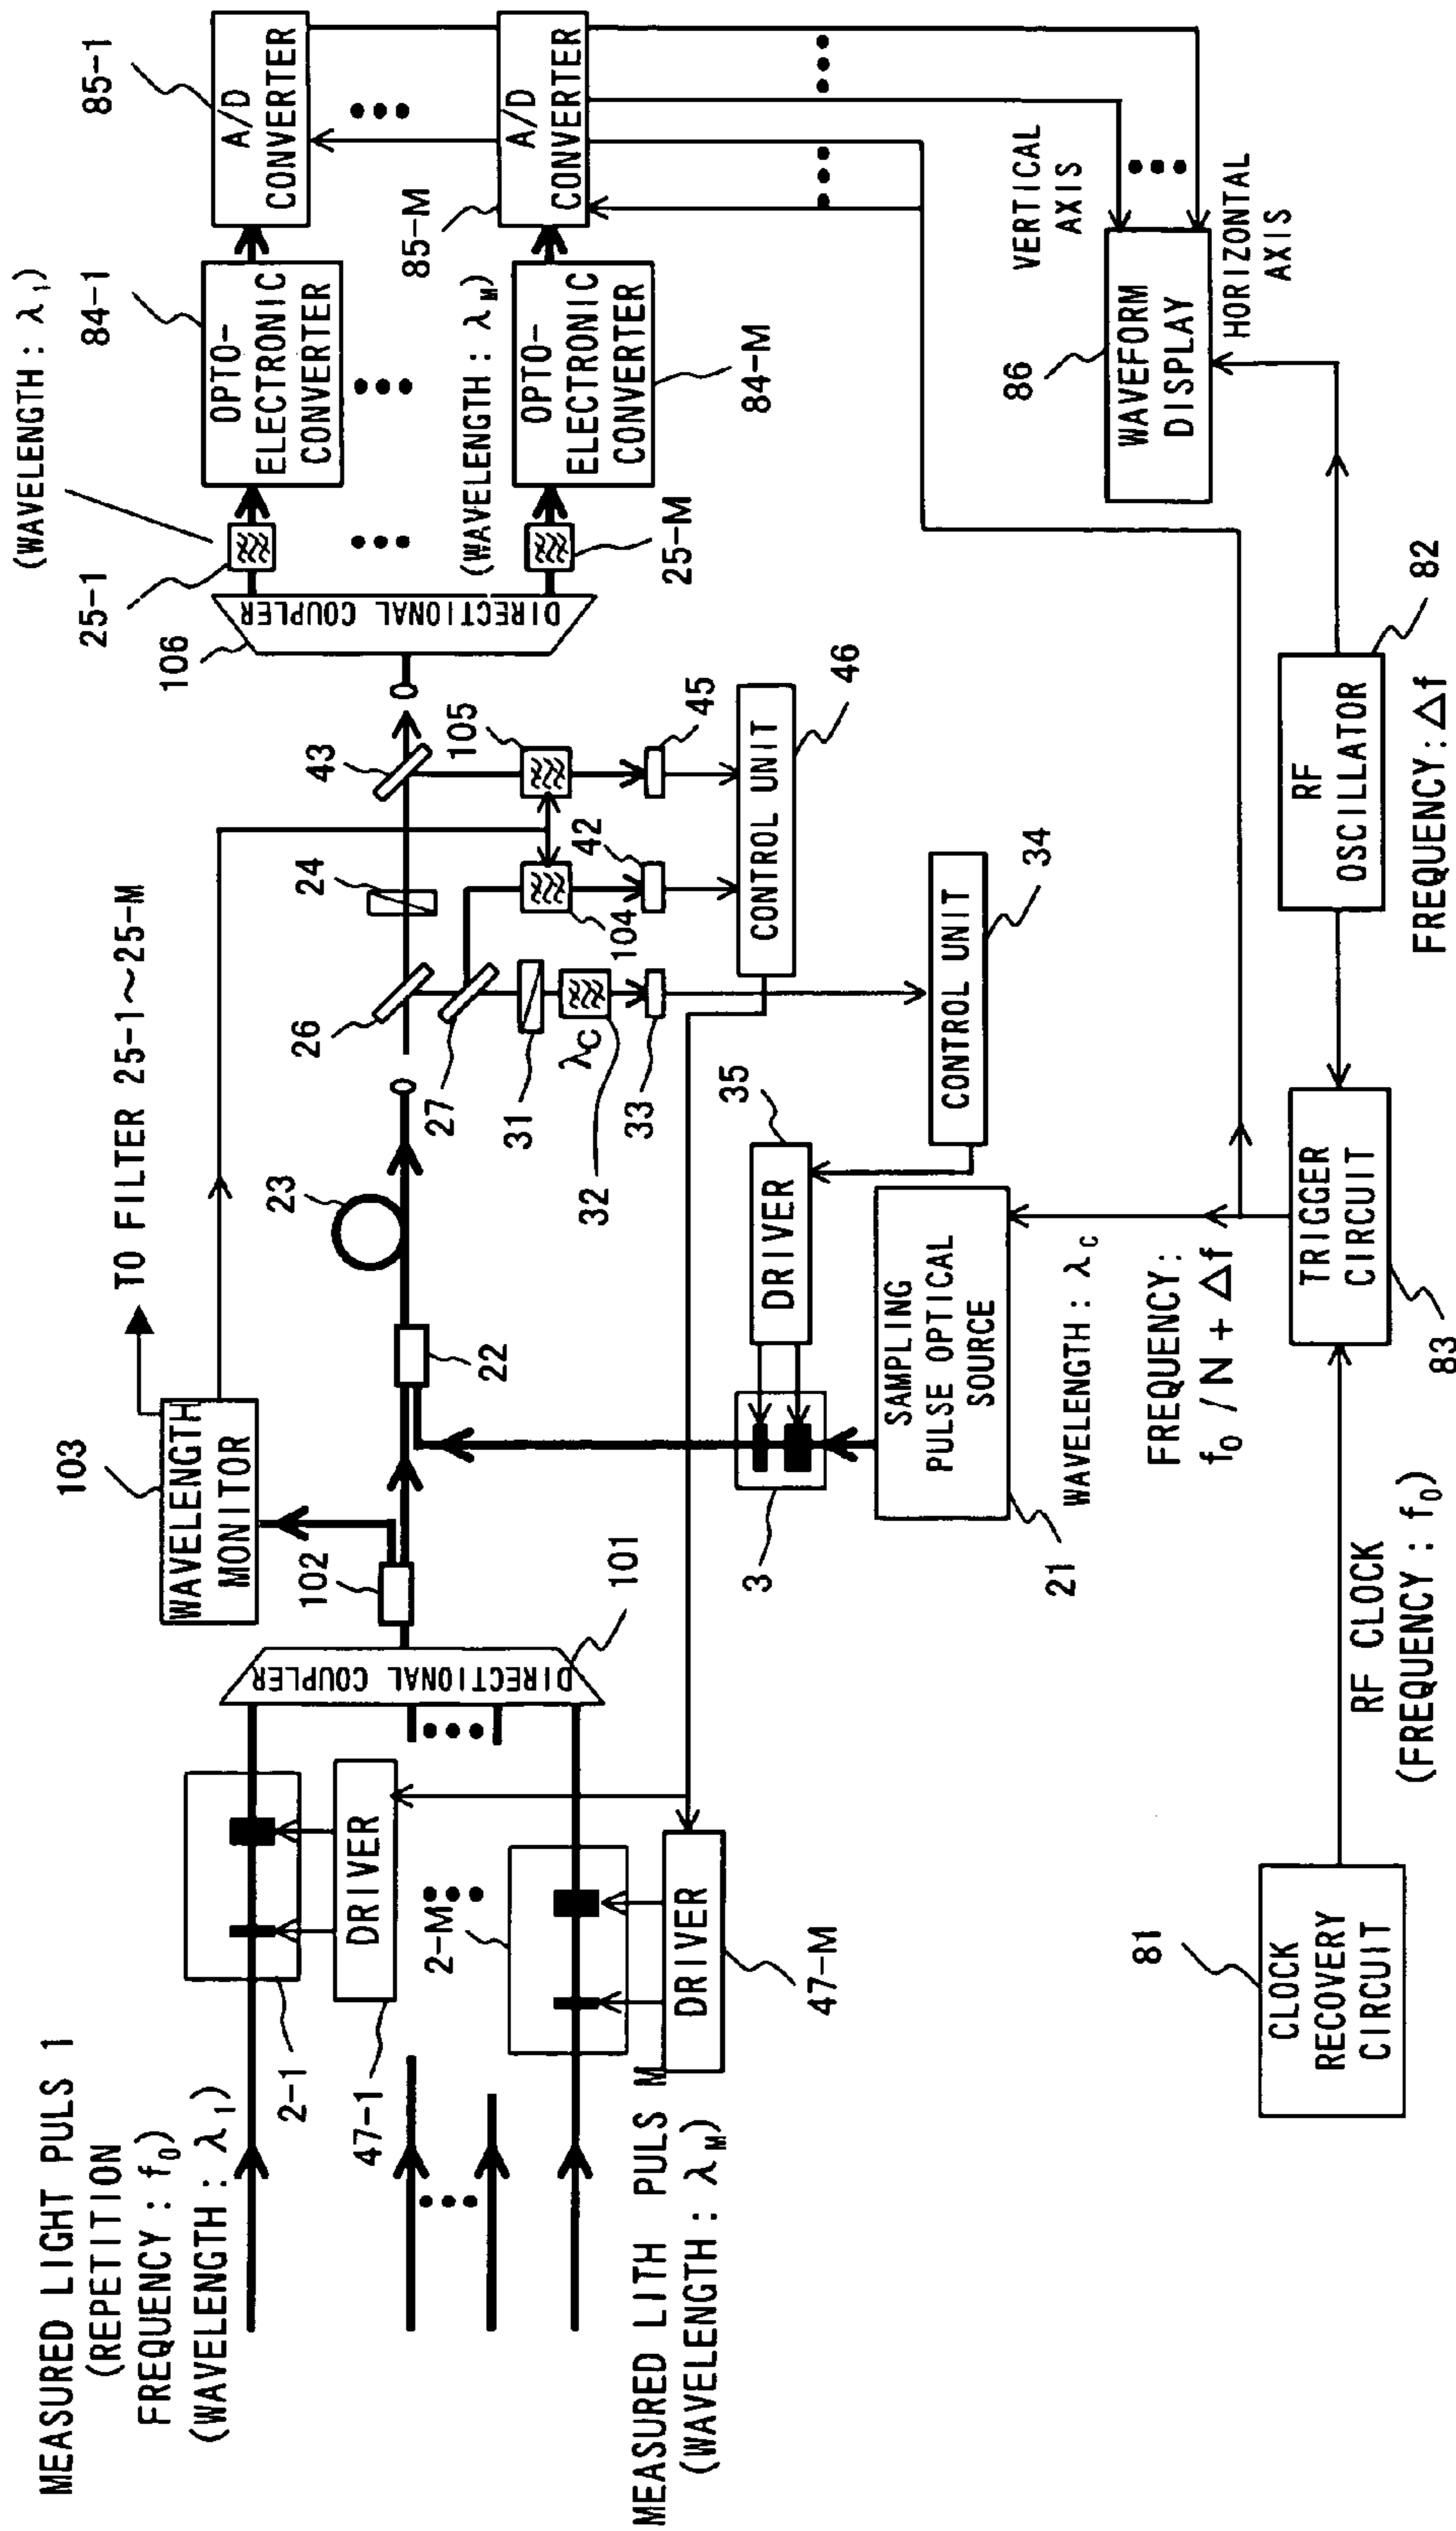 MEASURED LIGHT PULS 1
(REPETITION
FREQUENCY : f₀)
(WAVELENGTH : λ₁)
2-1
DRIVER
47-1
2-M
MEASURED LITH PULS M
(WAVELENGTH : λM)
DRIVER
47-M
DIRECTIONAL COUPLER
101
102
103
WAVELENGTH
MONITOR
TO FILTER 25-1~25-M
22
23
26
24
43
27
31
λC
32
33
104
42
105
45
CONTROL UNIT
46
CONTROL UNIT
34
DRIVER
35
3
SAMPLING
PULSE OPTICAL
SOURCE
21
WAVELENGTH : λC
FREQUENCY:
f₀ /N + Δf
106
DIRECTIONAL COUPLER
25-1
(WAVELENGTH : λ₁)
OPTO-
ELECTRONIC
CONVERTER
84-1
A/D
CONVERTER
85-1
25-M
(WAVELENGTH : λM)
OPTO-
ELECTRONIC
CONVERTER
84-M
A/D
CONVERTER
85-M
VERTICAL
AXIS
WAVEFORM
DISPLAY
86
HORIZONTAL
AXIS
81
CLOCK
RECOVERY
CIRCUIT
RF CLOCK
(FREQUENCY : f₀)
TRIGGER
CIRCUIT
83
RF
OSCILLATOR
82
FREQUENCY:Δf